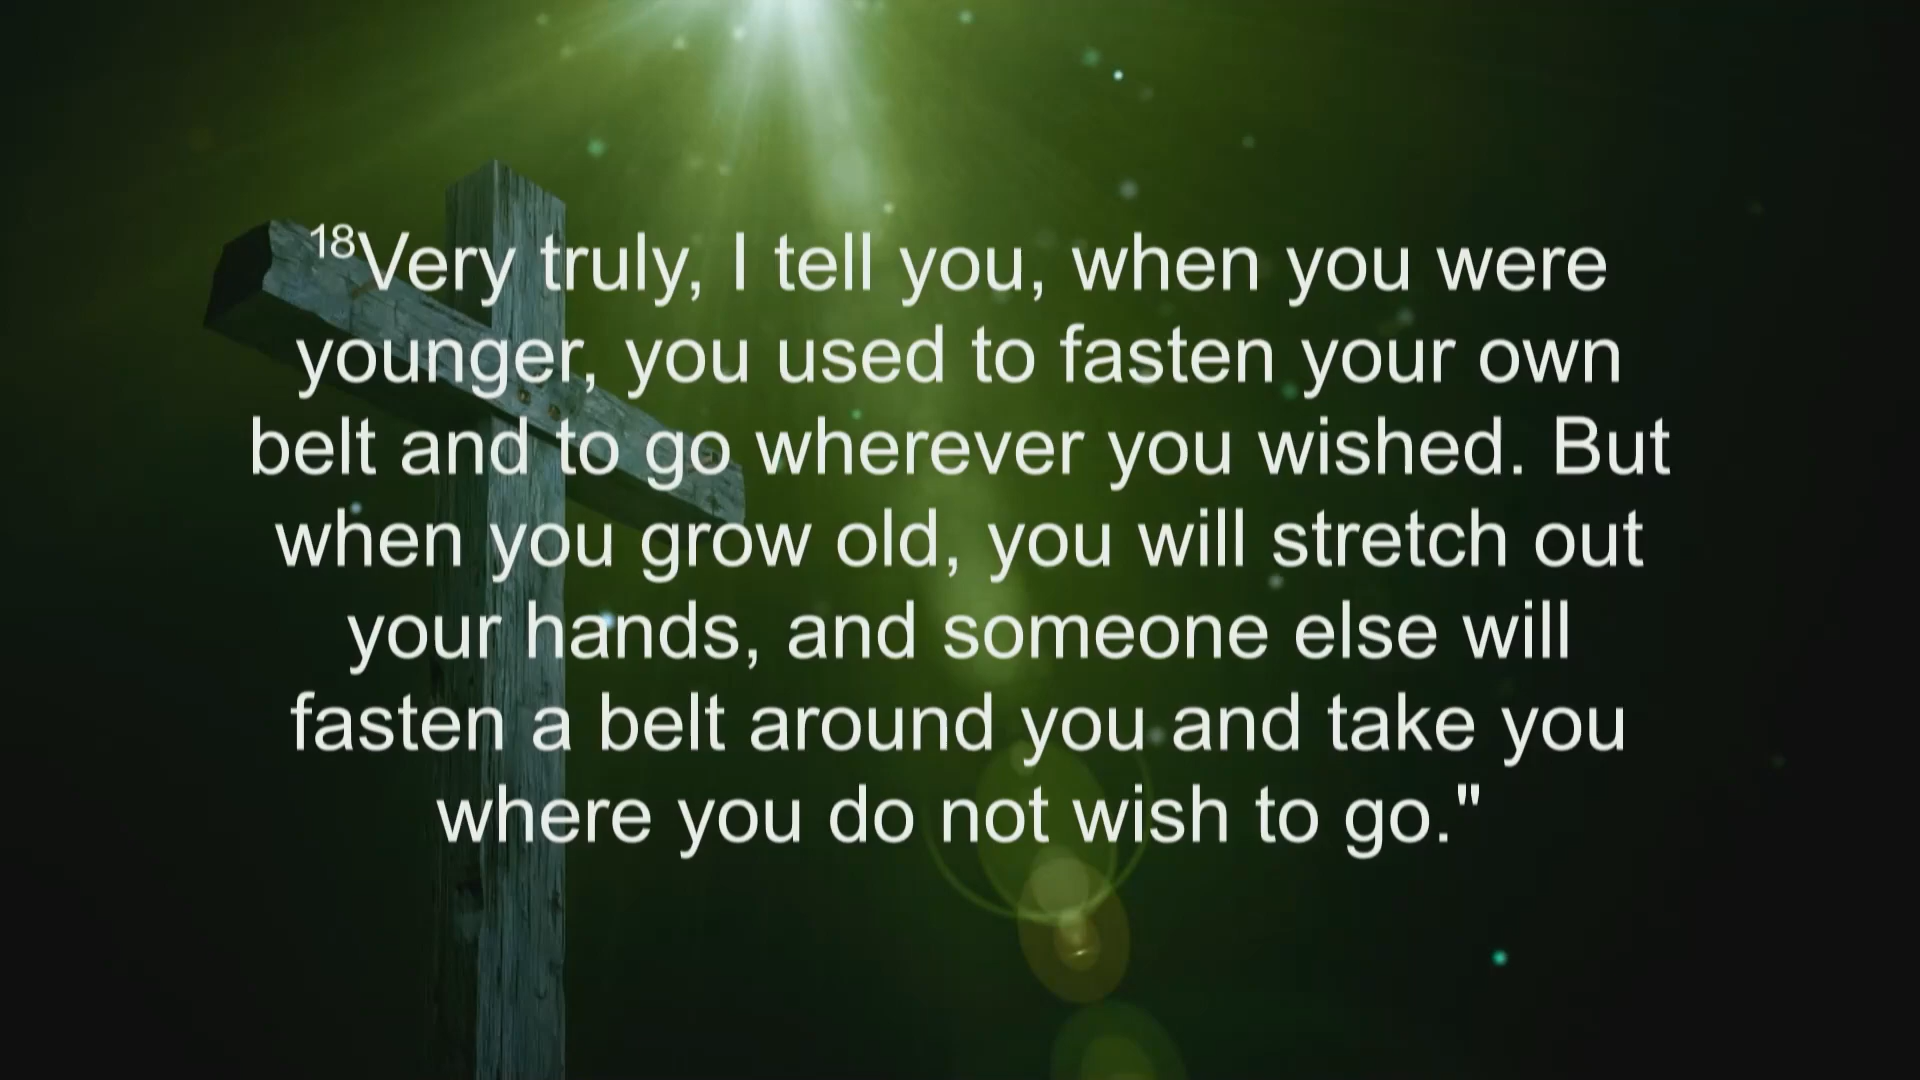 18Very truly, I tell you, when you were
younger, you used to fasten your own
belt and to go wherever you wished. But
when you grow old, you will stretch out
your hands, and someone else will
fasten a belt around you and take you
where you do not wish to go."